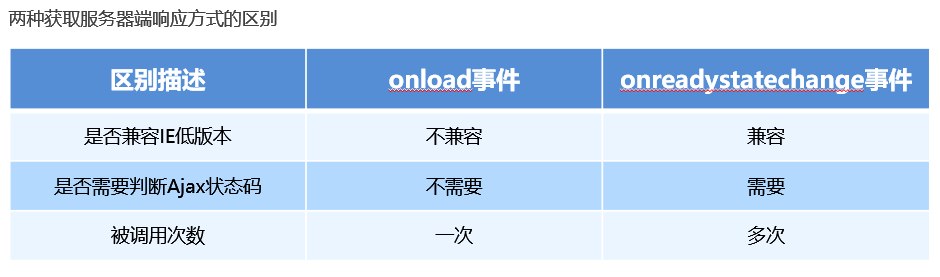 两种获取服务器端响应方式的区别
区别描述 onload事件 onreadystatechange事件
是否兼容IE低版本 不兼容 兼容
是否需要判断Ajax状态码 不需要 需要
被调用次数 一次 多次